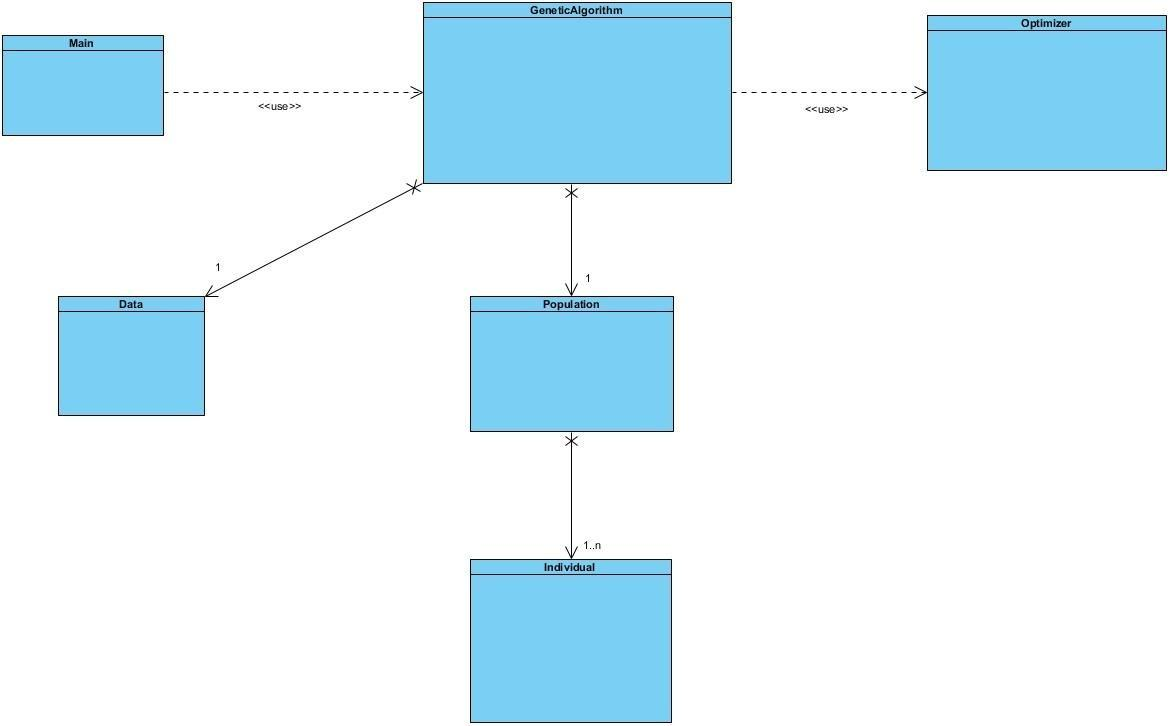 GeneticAlgorithm
Optimizer
Main
<<use>>
<<use>>
1
1
Data
Population
1..n
Individual